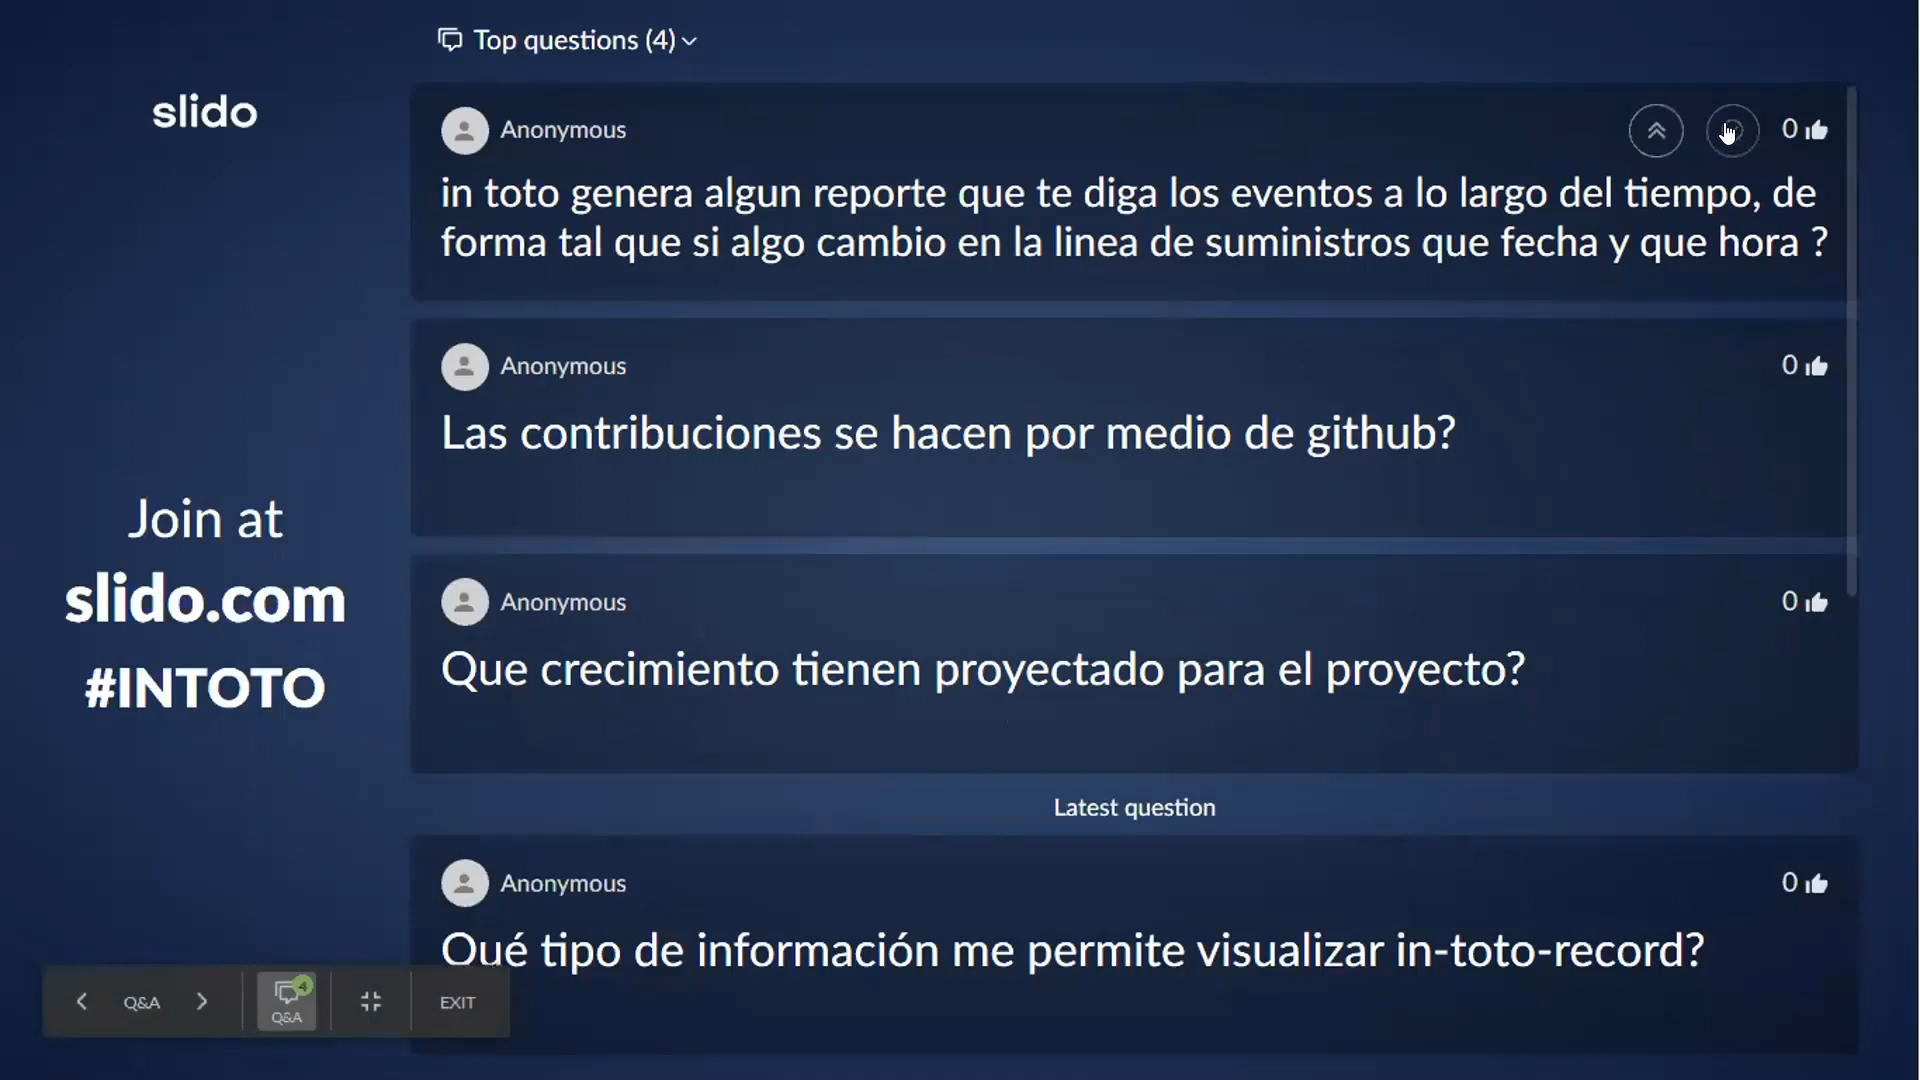 Top questions (4)
slido
Anonymous
0
in toto genera algun reporte que te diga los eventos a lo largo del tiempo, de
forma tal que si algo cambio en la linea de suministros que fecha y que hora ?
Anonymous
0
Las contribuciones se hacen por medio de github?
Join at
slido.com
#INTOTO
Anonymous
0
Que crecimiento tienen proyectado para el proyecto?
Latest question
Anonymous
0
Qué tipo de información me permite visualizar in-toto-record?
Q&A
4
Q&A
EXIT